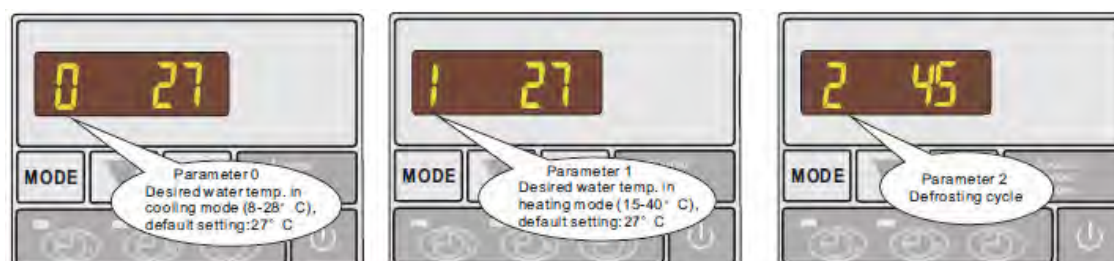 0 27
MODE
Parameter 0
Desired water temp. in
cooling mode (8-28° C),
default setting:27° C
1 27
MODE
Parameter 1
Desired water temp. in
heating mode (15-40° C),
default setting:27° C
2 45
MODE
Parameter 2
Defrosting cycle